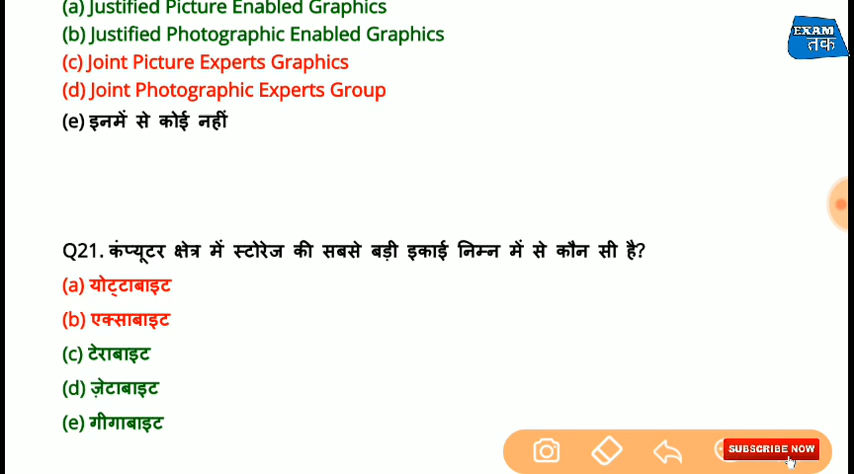 (a) Justified Picture Enabled Graphics
(b) Justified Photographic Enabled Graphics
(c) Joint Picture Experts Graphics
(d) Joint Photographic Experts Group
(e) इनमें से कोई नहीं
EXAM
तक
Q21. कंप्यूटर क्षेत्र में स्टोरेज की सबसे बड़ी इकाई निम्न में से कौन सी है?
(a) योट्टाबाइट
(b) एक्साबाइट
(c) टेराबाइट
(d) ज़ेटाबाइट
(e) गीगाबाइट
SUBSCRIBE NOW